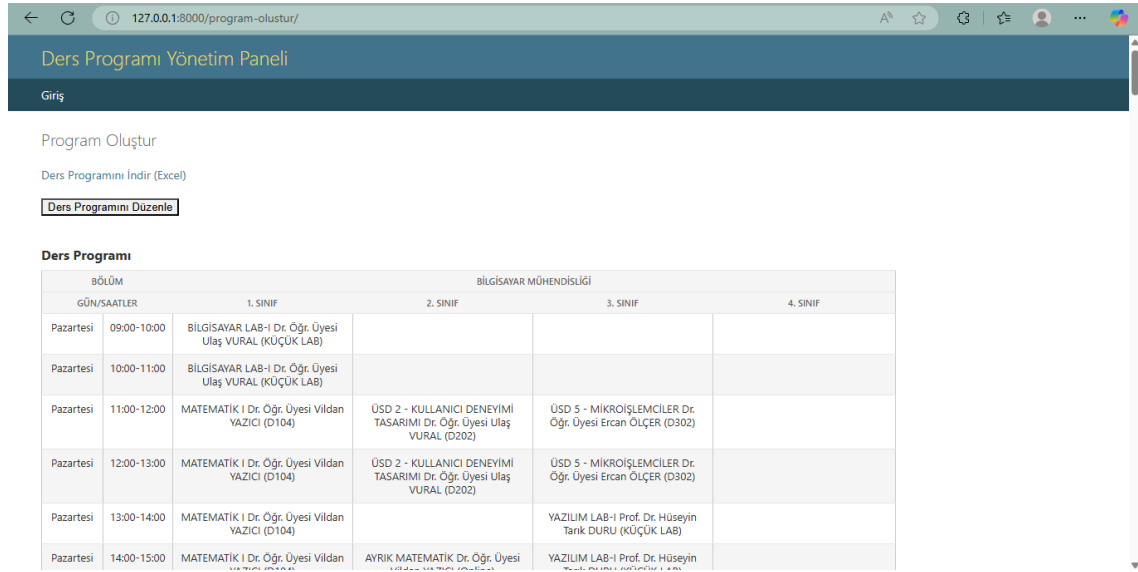 127.0.0.1:8000/program-olustur/
Ders Programı Yönetim Paneli
Giriş
Program Oluştur
Ders Programını İndir (Excel)
Ders Programını Düzenle
Ders Programı
BÖLÜM BİLGİSAYAR MÜHENDİSLİĞİ
GÜN/SAATLER 1. SINIF 2. SINIF 3. SINIF 4. SINIF
Pazartesi 09:00-10:00 BİLGİSAYAR LAB-I Dr. Öğr. Üyesi
Ulaş VURAL (KÜÇÜK LAB)
Pazartesi 10:00-11:00 BİLGİSAYAR LAB-I Dr. Öğr. Üyesi
Ulaş VURAL (KÜÇÜK LAB)
Pazartesi 11:00-12:00 MATEMATİK I Dr. Öğr. Üyesi Vildan ÜSD 2 - KULLANICI DENEYİMİ ÜSD 5 - MİKROİŞLEMCİLER Dr.
YAZICI (D104) TASARIMI Dr. Öğr. Üyesi Ulaş Öğr. Üyesi Ercan ÖLÇER (D302)
VURAL (D202)
Pazartesi 12:00-13:00 MATEMATİK I Dr. Öğr. Üyesi Vildan ÜSD 2 - KULLANICI DENEYİMİ ÜSD 5 - MİKROİŞLEMCİLER Dr.
YAZICI (D104) TASARIMI Dr. Öğr. Üyesi Ulaş Öğr. Üyesi Ercan ÖLÇER (D302)
VURAL (D202)
Pazartesi 13:00-14:00 MATEMATİK I Dr. Öğr. Üyesi Vildan YAZILIM LAB-I Prof. Dr. Hüseyin
YAZICI (D104) Tarık DURU (KÜÇÜK LAB)
Pazartesi 14:00-15:00 MATEMATİK I Dr. Öğr. Üyesi Vildan AYRIK MATEMATİK Dr. Öğr. Üyesi YAZILIM LAB-I Prof. Dr. Hüseyin
YAZICI (D104) Vildan YAZICI (Online) Tarık DURU (KÜÇÜK LAB)